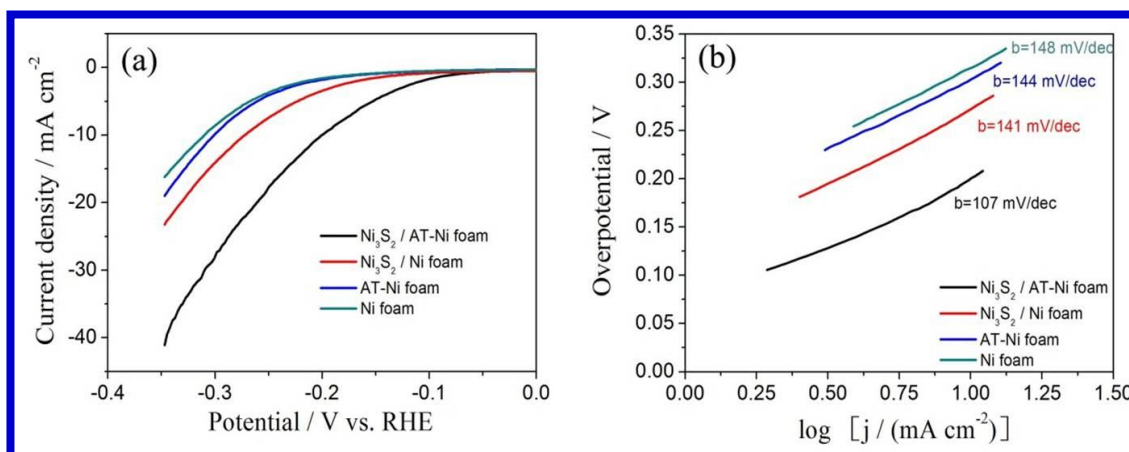 (a)
Current density / mA cm⁻²
0
-10
-20
-30
-40
-0.4
-0.3
-0.2
-0.1
0.0
Potential / V vs. RHE
Ni₃S₂ / AT-Ni foam
Ni₃S₂ / Ni foam
AT-Ni foam
Ni foam
(b)
Overpotential / V
0.35
0.30
0.25
0.20
0.15
0.10
0.05
0.00
0.00
0.25
0.50
0.75
1.00
1.25
1.50
log [j / (mA cm⁻²)]
b=148 mV/dec
b=144 mV/dec
b=141 mV/dec
b=107 mV/dec
Ni₃S₂ / AT-Ni foam
Ni₃S₂ / Ni foam
AT-Ni foam
Ni foam